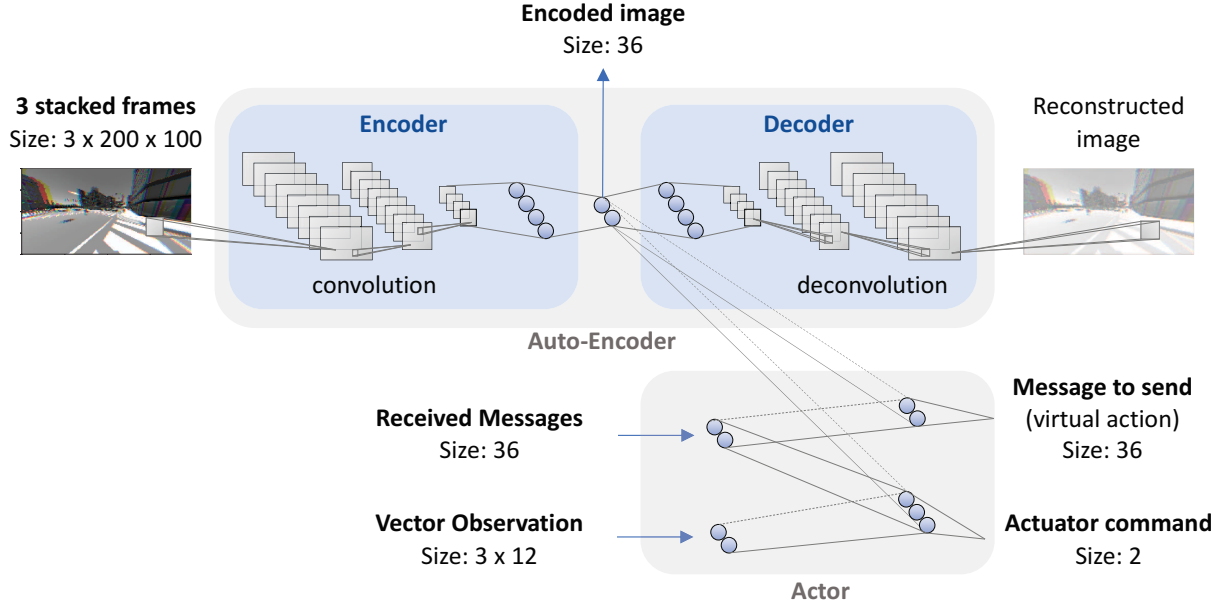 Encoded image
Size: 36
3 stacked frames
Size: 3 x 200 x 100
Encoder
Decoder
Reconstructed
image
convolution
deconvolution
Auto-Encoder
Received Messages
Size: 36
Message to send
(virtual action)
Size: 36
Vector Observation
Size: 3 x 12
Actuator command
Size: 2
Actor